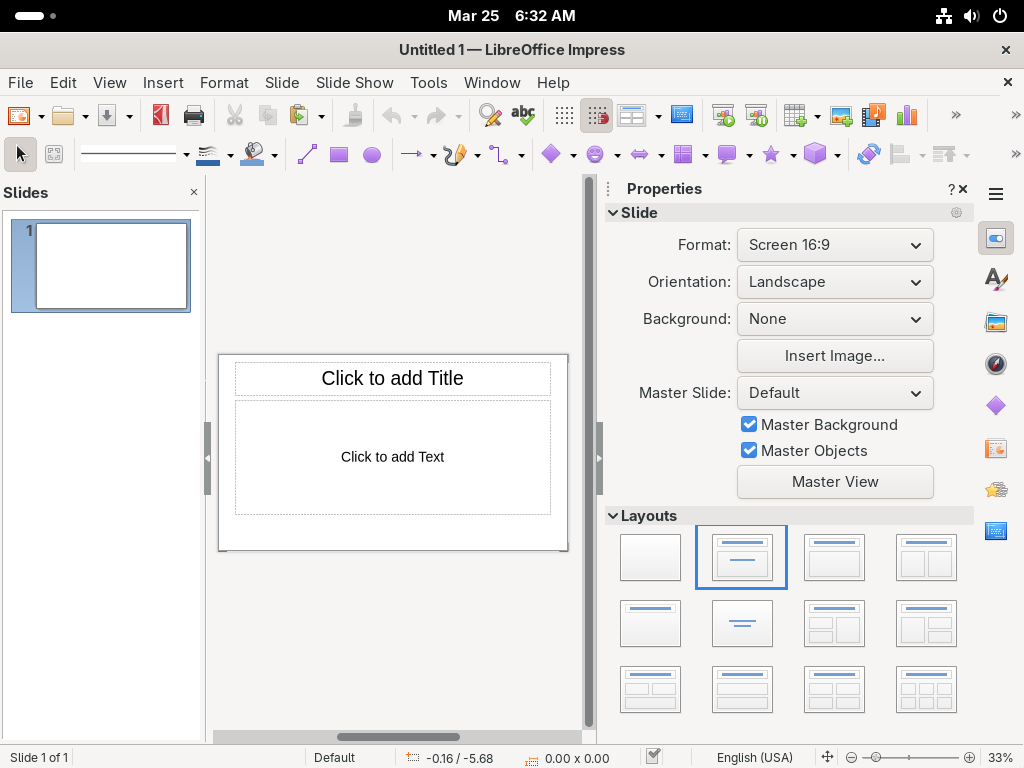 Mar 25 6:32 AM
Untitled 1 — LibreOffice Impress
File Edit View Insert Format Slide Slide Show Tools Window Help
abc
Slides
1
Click to add Title
Click to add Text
Properties
?
Slide
Format: Screen 16:9
Orientation: Landscape
Background: None
Insert Image...
Master Slide: Default
Master Background
Master Objects
Master View
Layouts
Slide 1 of 1 Default -0.16 / -5.68 0.00 x 0.00 English (USA) 33%